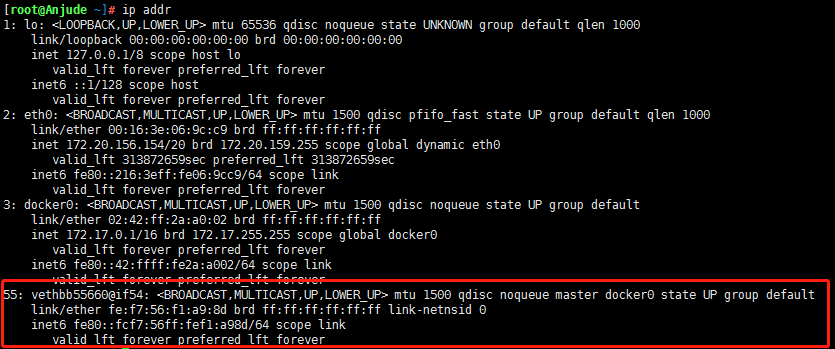 [root@Anjude ~]# ip addr
1: lo: <LOOPBACK,UP,LOWER_UP> mtu 65536 qdisc noqueue state UNKNOWN group default qlen 1000
link/loopback 00:00:00:00:00:00 brd 00:00:00:00:00:00
inet 127.0.0.1/8 scope host lo
valid_lft forever preferred_lft forever
inet6 ::1/128 scope host
valid_lft forever preferred_lft forever
2: eth0: <BROADCAST,MULTICAST,UP,LOWER_UP> mtu 1500 qdisc pfifo_fast state UP group default qlen 1000
link/ether 00:16:3e:06:9c:c9 brd ff:ff:ff:ff:ff:ff
inet 172.20.156.154/20 brd 172.20.159.255 scope global dynamic eth0
valid_lft 313872659sec preferred_lft 313872659sec
inet6 fe80::216:3eff:fe06:9cc9/64 scope link
valid_lft forever preferred_lft forever
3: docker0: <BROADCAST,MULTICAST,UP,LOWER_UP> mtu 1500 qdisc noqueue state UP group default
link/ether 02:42:ff:2a:a0:02 brd ff:ff:ff:ff:ff:ff
inet 172.17.0.1/16 brd 172.17.255.255 scope global docker0
valid_lft forever preferred_lft forever
inet6 fe80::42:ffff:fe2a:a002/64 scope link
valid_lft forever preferred_lft forever
55: vethbb55660@if54: <BROADCAST,MULTICAST,UP,LOWER_UP> mtu 1500 qdisc noqueue master docker0 state UP group default
link/ether fe:f7:56:f1:a9:8d brd ff:ff:ff:ff:ff:ff link-netnsid 0
inet6 fe80::fcf7:56ff:fef1:a98d/64 scope link
valid_lft forever preferred_lft forever